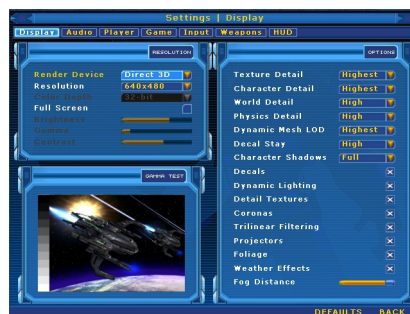 Settings | Display
Display Audio Player Game Input Weapons HUD
RESOLUTION
Render Device Direct 3D
Resolution 640x480
Color Depth 32-bit
Full Screen
Brightness
Gamma
Contrast
GAMMA TEST
OPTIONS
Texture Detail Highest
Character Detail Highest
World Detail High
Physics Detail High
Dynamic Mesh LOD Highest
Decal Stay High
Character Shadows Full
Decals
Dynamic Lighting
Detail Textures
Coronas
Trilinear Filtering
Projectors
Foliage
Weather Effects
Fog Distance
DEFAULTS BACK